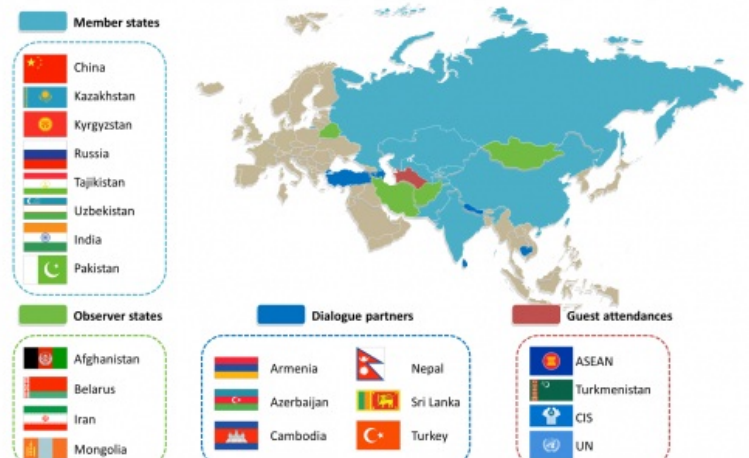 Member states
China
Kazakhstan
Kyrgyzstan
Russia
Tajikistan
Uzbekistan
India
Pakistan
Observer states
Afghanistan
Belarus
Iran
Mongolia
Dialogue partners
Armenia
Nepal
Azerbaijan
Sri Lanka
Cambodia
Turkey
Guest attendances
ASEAN
Turkmenistan
CIS
UN